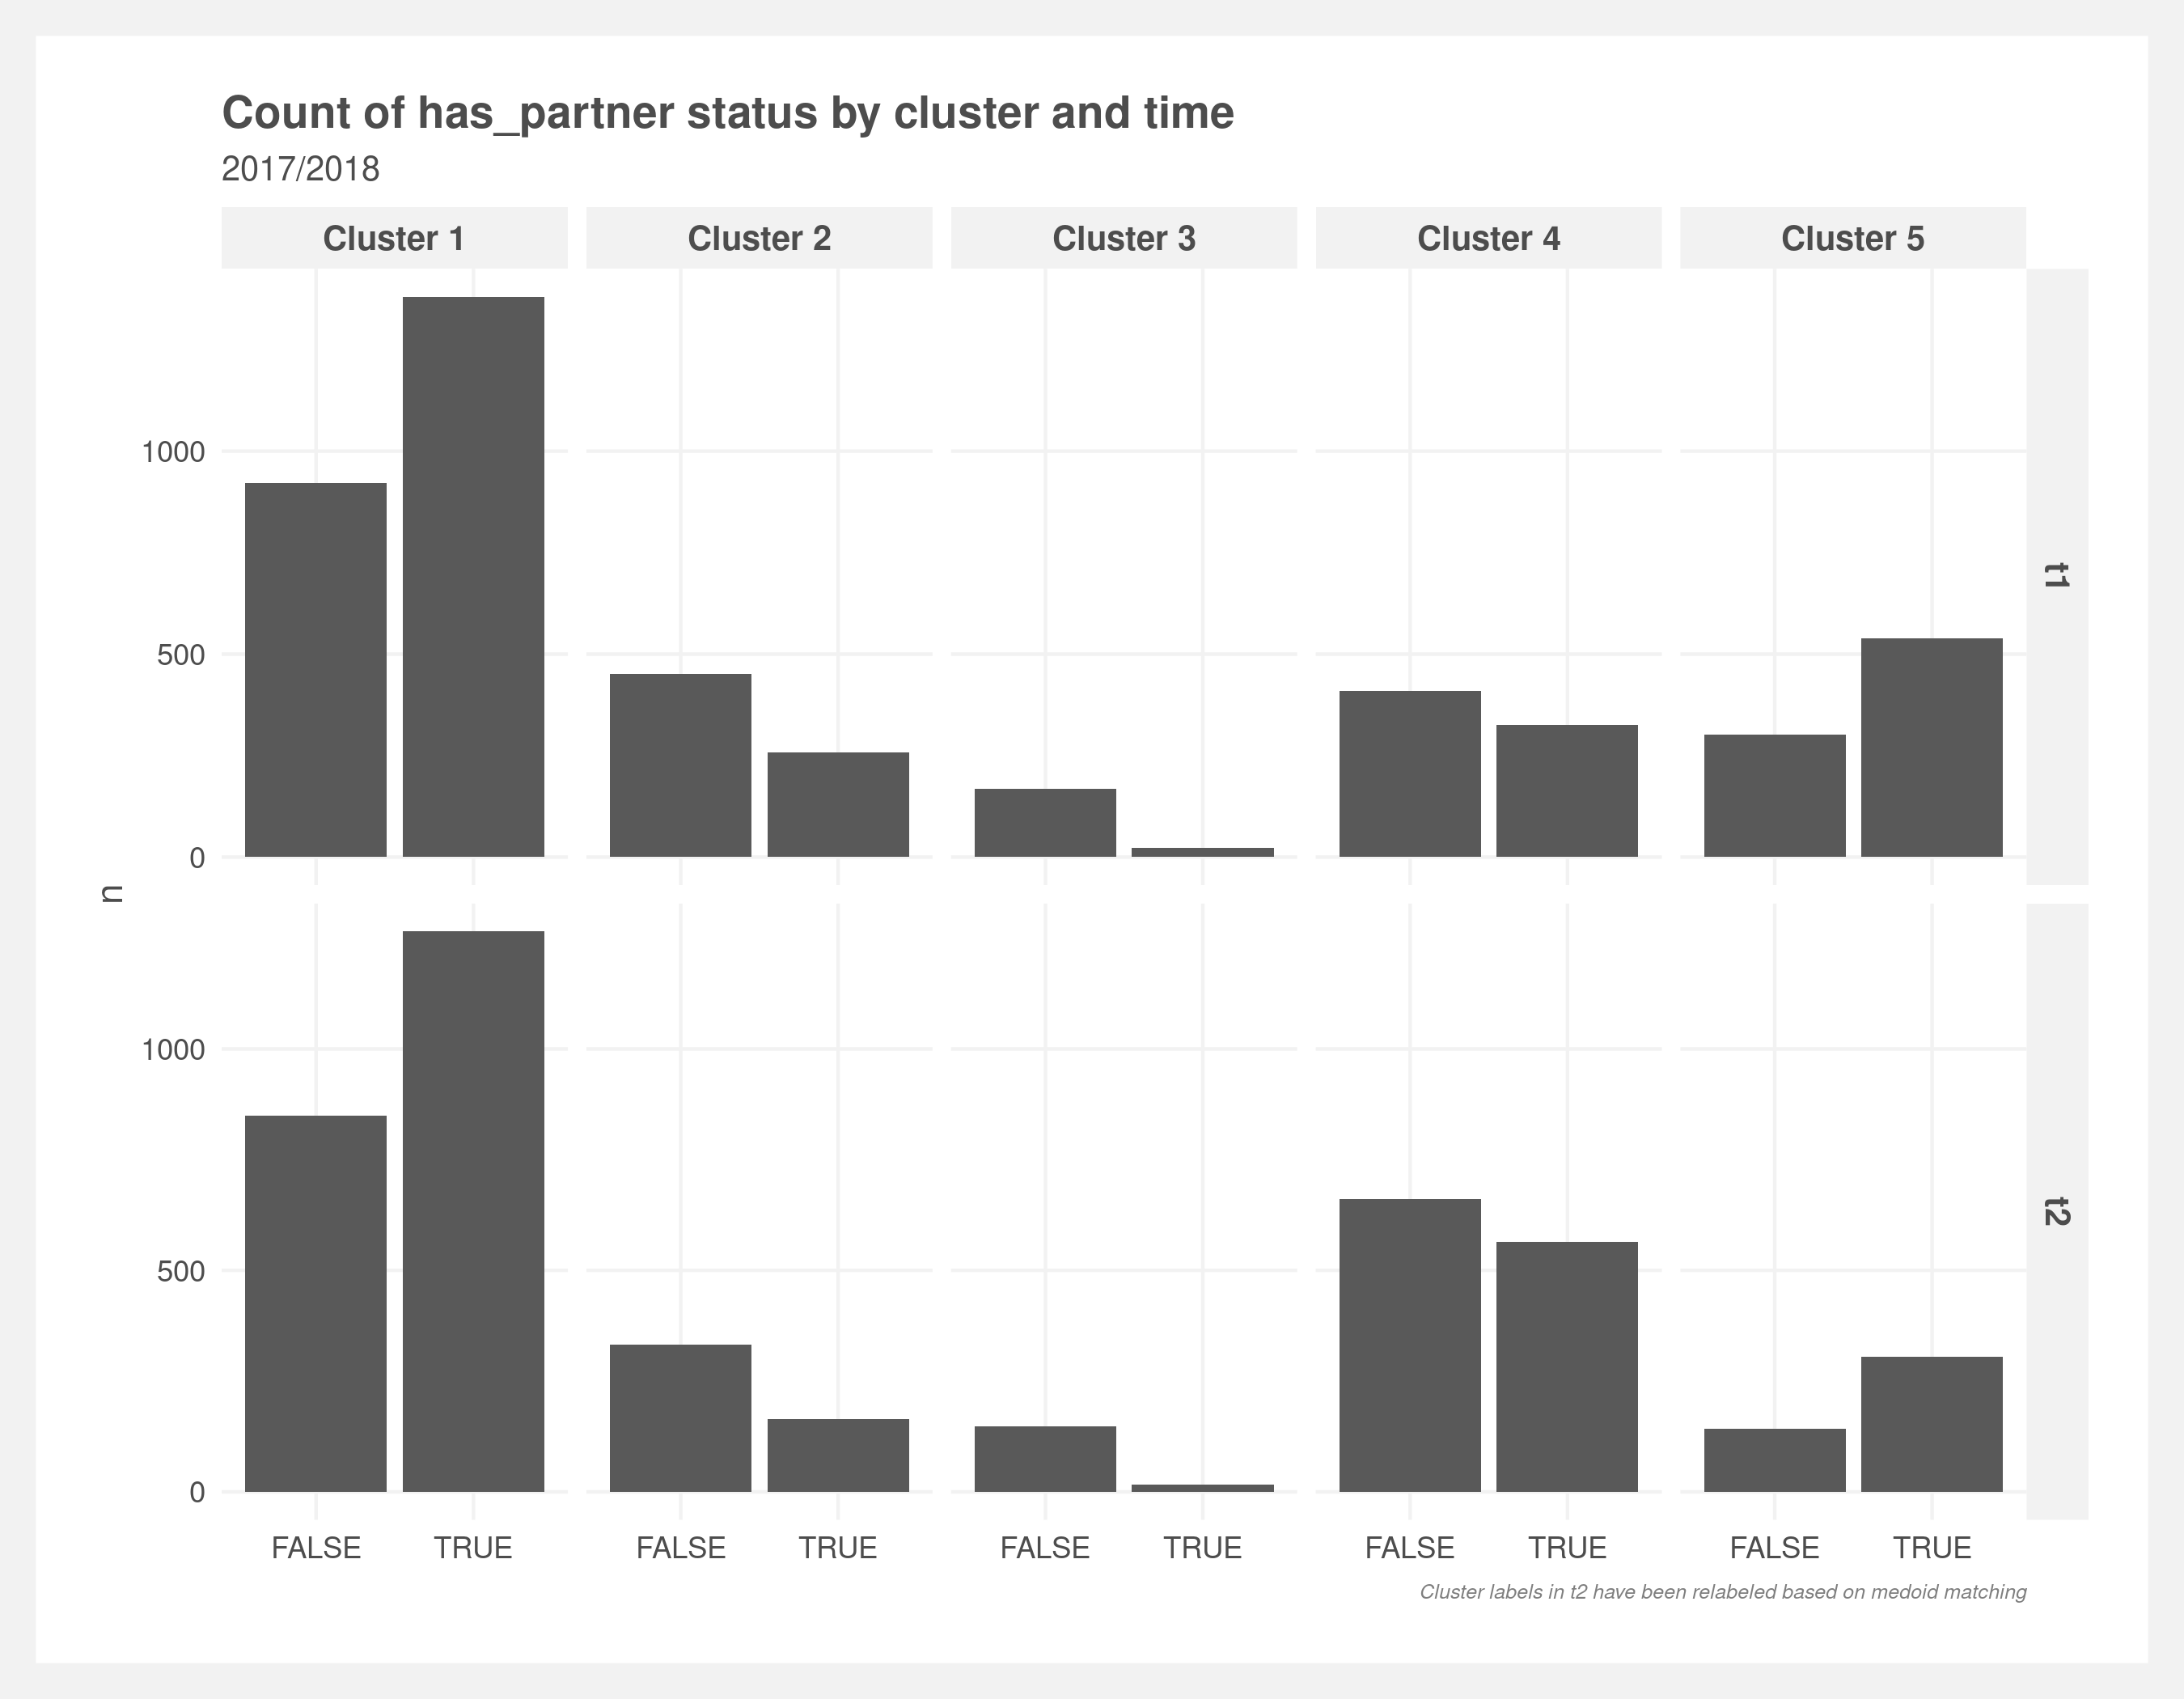 Count of has_partner status by cluster and time
2017/2018
Cluster 1 Cluster 2 Cluster 3 Cluster 4 Cluster 5
1000
500
0
t1
n
1000
500
0
t2
FALSE TRUE FALSE TRUE FALSE TRUE FALSE TRUE FALSE TRUE
Cluster labels in t2 have been relabeled based on medoid matching